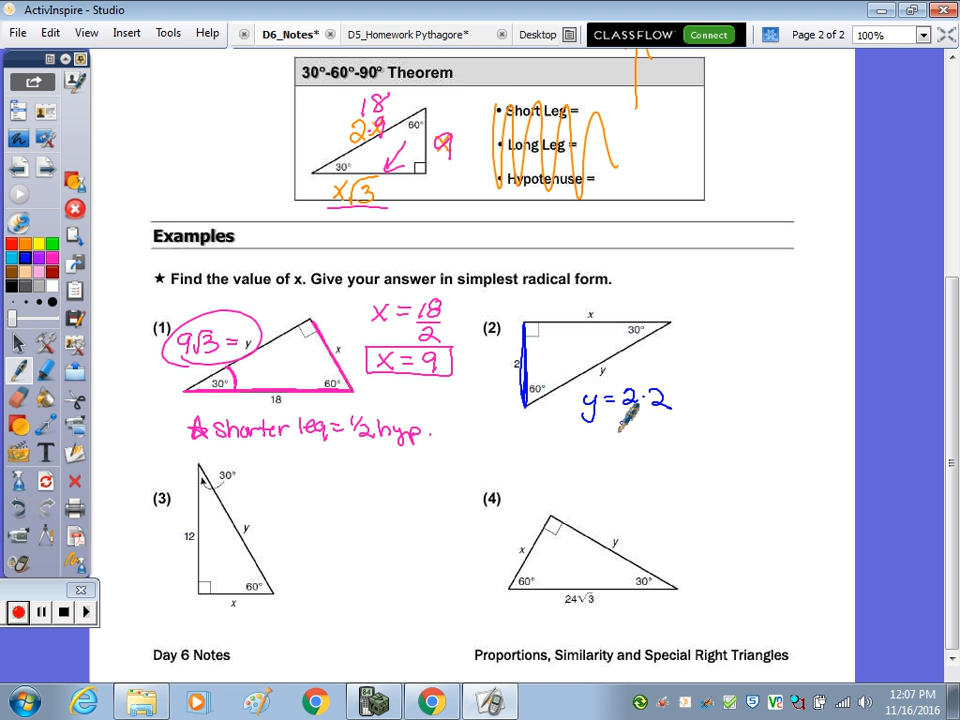 ActivInspire - Studio
File Edit View Insert Tools Help
D6_Notes* D5_Homework Pythagore* Desktop CLASSFLOW Page 2 of 2 100%
30°-60°-90° Theorem
18
2·9
60°
30°
9
x√3
• Short Leg =
• Long Leg =
• Hypotenuse =
Examples
★ Find the value of x. Give your answer in simplest radical form.
(1)
9√3 = y
x
30°
60°
18
x = 18/2
x = 9
☆ Shorter leg = 1/2 hyp.
(2)
x
30°
2
y
60°
y = 2·2
(3)
30°
12
y
60°
x
(4)
x
y
60°
30°
24√3
Day 6 Notes
Proportions, Similarity and Special Right Triangles
12:07 PM
11/16/2016